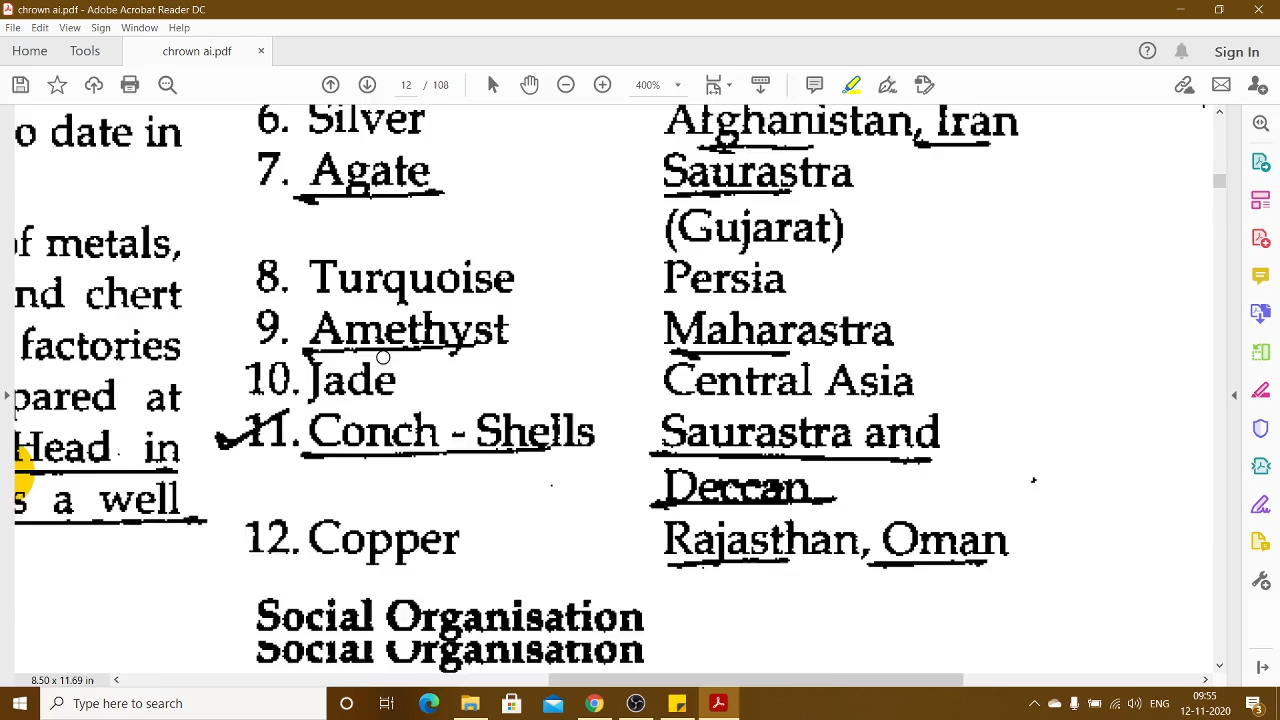 chrown ai.pdf - Adobe Acrobat Reader DC
File Edit View Sign Window Help
Home Tools chrown ai.pdf × Sign In
12 / 108 400%
o date in
of metals,
nd chert
factories
pared at
Head in
s a well
6. Silver Afghanistan, Iran
7. Agate Saurastra
(Gujarat)
8. Turquoise Persia
9. Amethyst Maharastra
10. Jade Central Asia
11. Conch - Shells Saurastra and
Deccan
12. Copper Rajasthan, Oman
Social Organisation
Social Organisation
8.50 x 11.69 in
Type here to search
09:55
12-11-2020
3